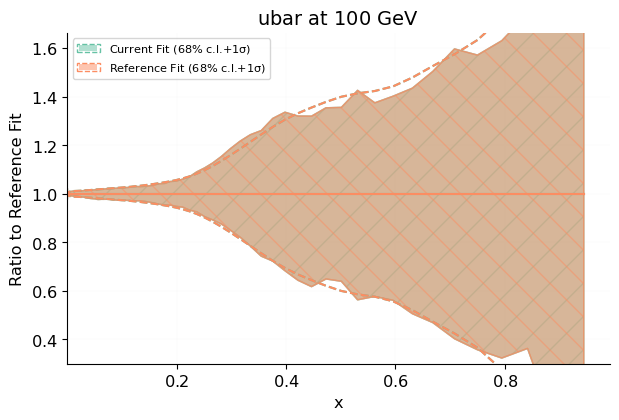 ubar at 100 GeV
Current Fit (68% c.l.+1σ)
Reference Fit (68% c.l.+1σ)
Ratio to Reference Fit
1.6
1.4
1.2
1.0
0.8
0.6
0.4
0.2 0.4 0.6 0.8
x